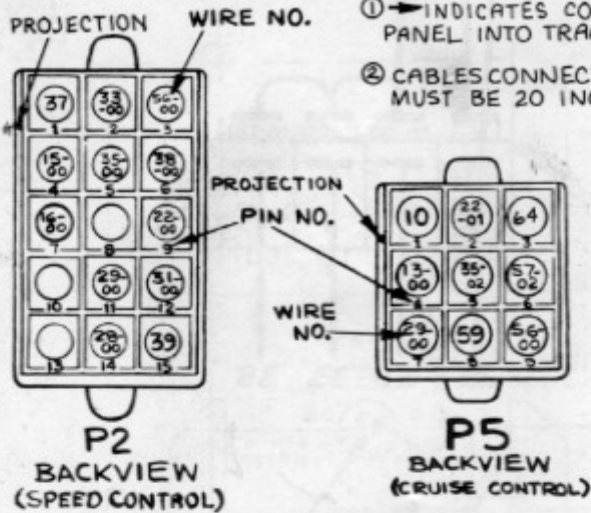 PROJECTION
WIRE NO.
① INDICATES CO
PANEL INTO TRA
② CABLES CONNECT
MUST BE 20 INC
37 33-00 56-00
1 2 3
15-00 35-00 38-00
4 5 6
16-00 22-00
7 8 9
29-00 31-00
10 11 12
28-00 39
13 14 15
P2
BACKVIEW
(SPEED CONTROL)
PROJECTION
PIN NO.
WIRE
NO.
10 22-01 64
1 2 3
13-00 35-02 57-02
4 5 6
29-00 59 56-00
7 8 9
P5
BACKVIEW
(CRUISE CONTROL)